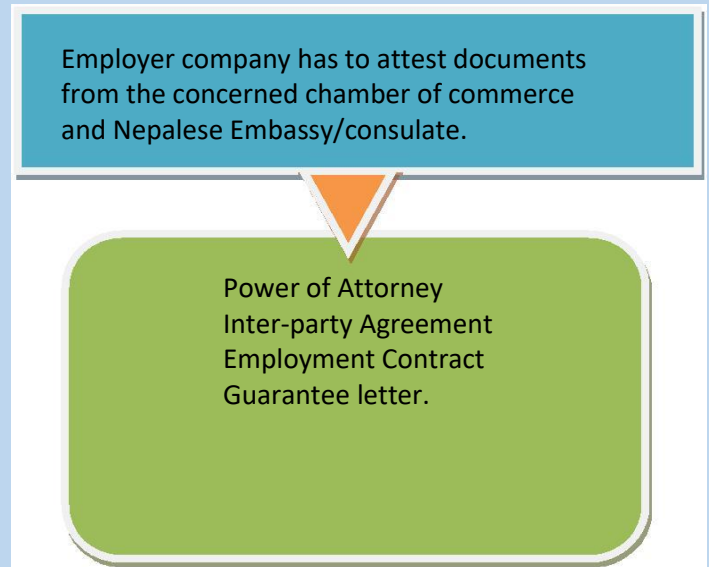 Employer company has to attest documents
from the concerned chamber of commerce
and Nepalese Embassy/consulate.
Power of Attorney
Inter-party Agreement
Employment Contract
Guarantee letter.